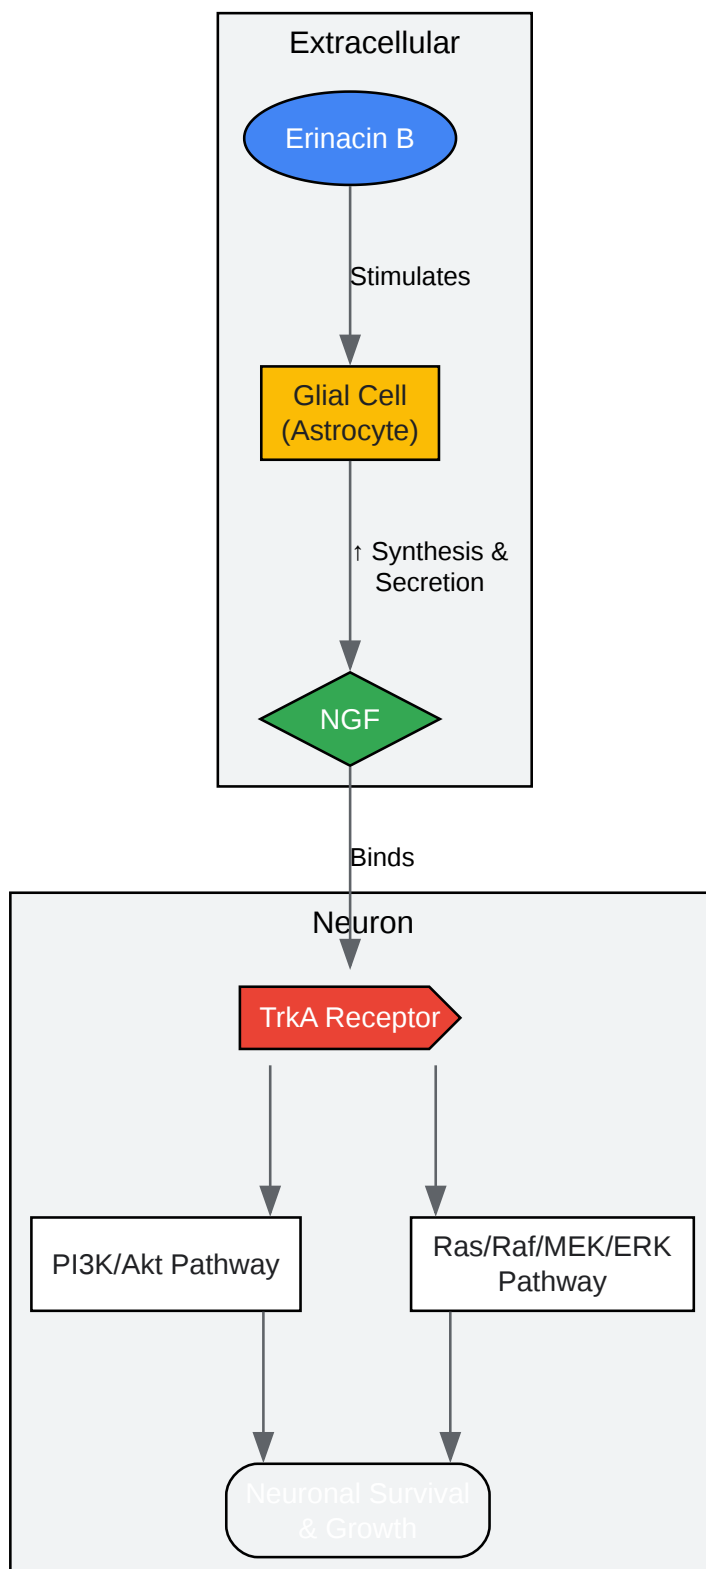 Extracellular
Erinacin B
Stimulates
Glial Cell
(Astrocyte)
↑ Synthesis &
Secretion
NGF
Binds
Neuron
TrkA Receptor
PI3K/Akt Pathway
Ras/Raf/MEK/ERK
Pathway
Neuronal Survival
& Growth